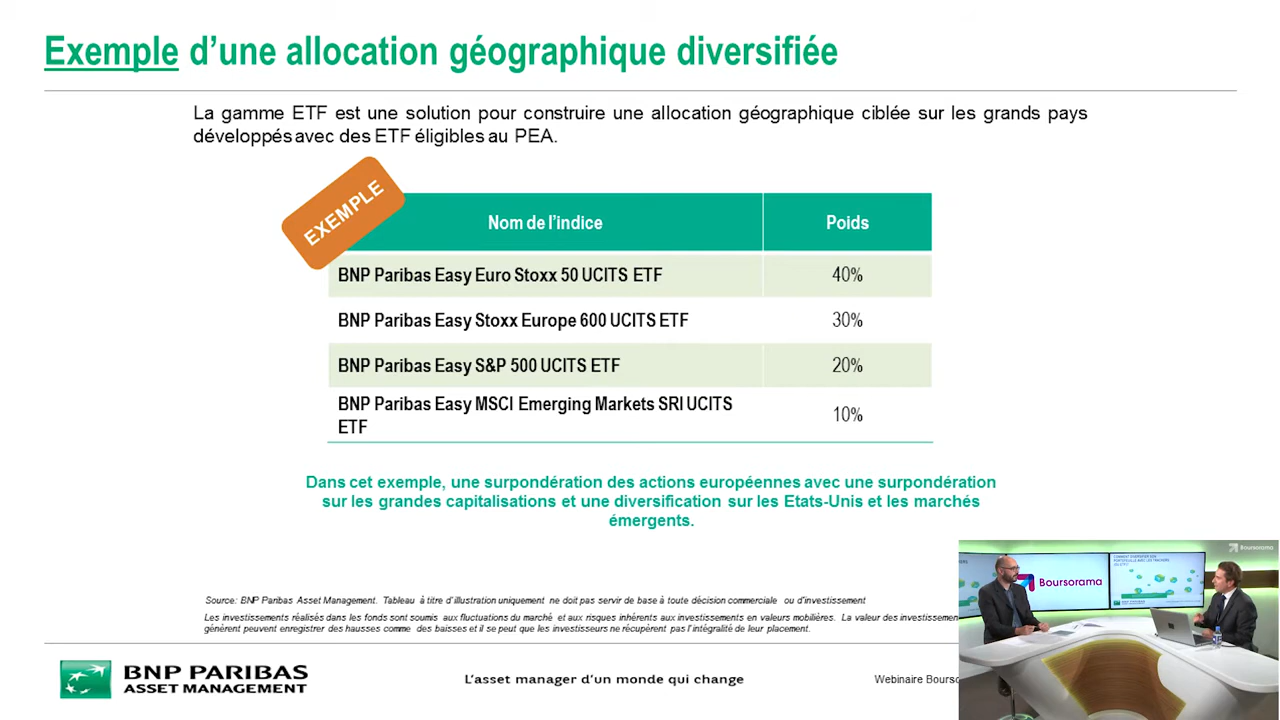 Exemple d’une allocation géographique diversifiée
La gamme ETF est une solution pour construire une allocation géographique ciblée sur les grands pays
développés avec des ETF éligibles au PEA.
EXEMPLE
Nom de l’indice
Poids
BNP Paribas Easy Euro Stoxx 50 UCITS ETF
40%
BNP Paribas Easy Stoxx Europe 600 UCITS ETF
30%
BNP Paribas Easy S&P 500 UCITS ETF
20%
BNP Paribas Easy MSCI Emerging Markets SRI UCITS
ETF
10%
Dans cet exemple, une surpondération des actions européennes avec une surpondération
sur les grandes capitalisations et une diversification sur les Etats-Unis et les marchés
émergents.
Boursorama
COMMENT DIVERSIFIER SON
PORTEFEUILLE AVEC LES TRACKERS
Boursorama
Source: BNP Paribas Asset Management. Tableau à titre d’illustration uniquement ne doit pas servir de base à toute décision commerciale ou d’investissement
Les investissements réalisés dans les fonds sont soumis aux fluctuations du marché et aux risques inhérents aux investissements en valeurs mobilières. La valeur des investissemen
génèrent peuvent enregistrer des hausses comme des baisses et il se peut que les investisseurs ne récupèrent pas l’intégralité de leur placement.
BNP PARIBAS
ASSET MANAGEMENT
L’asset manager d’un monde qui change
Webinaire Bourso